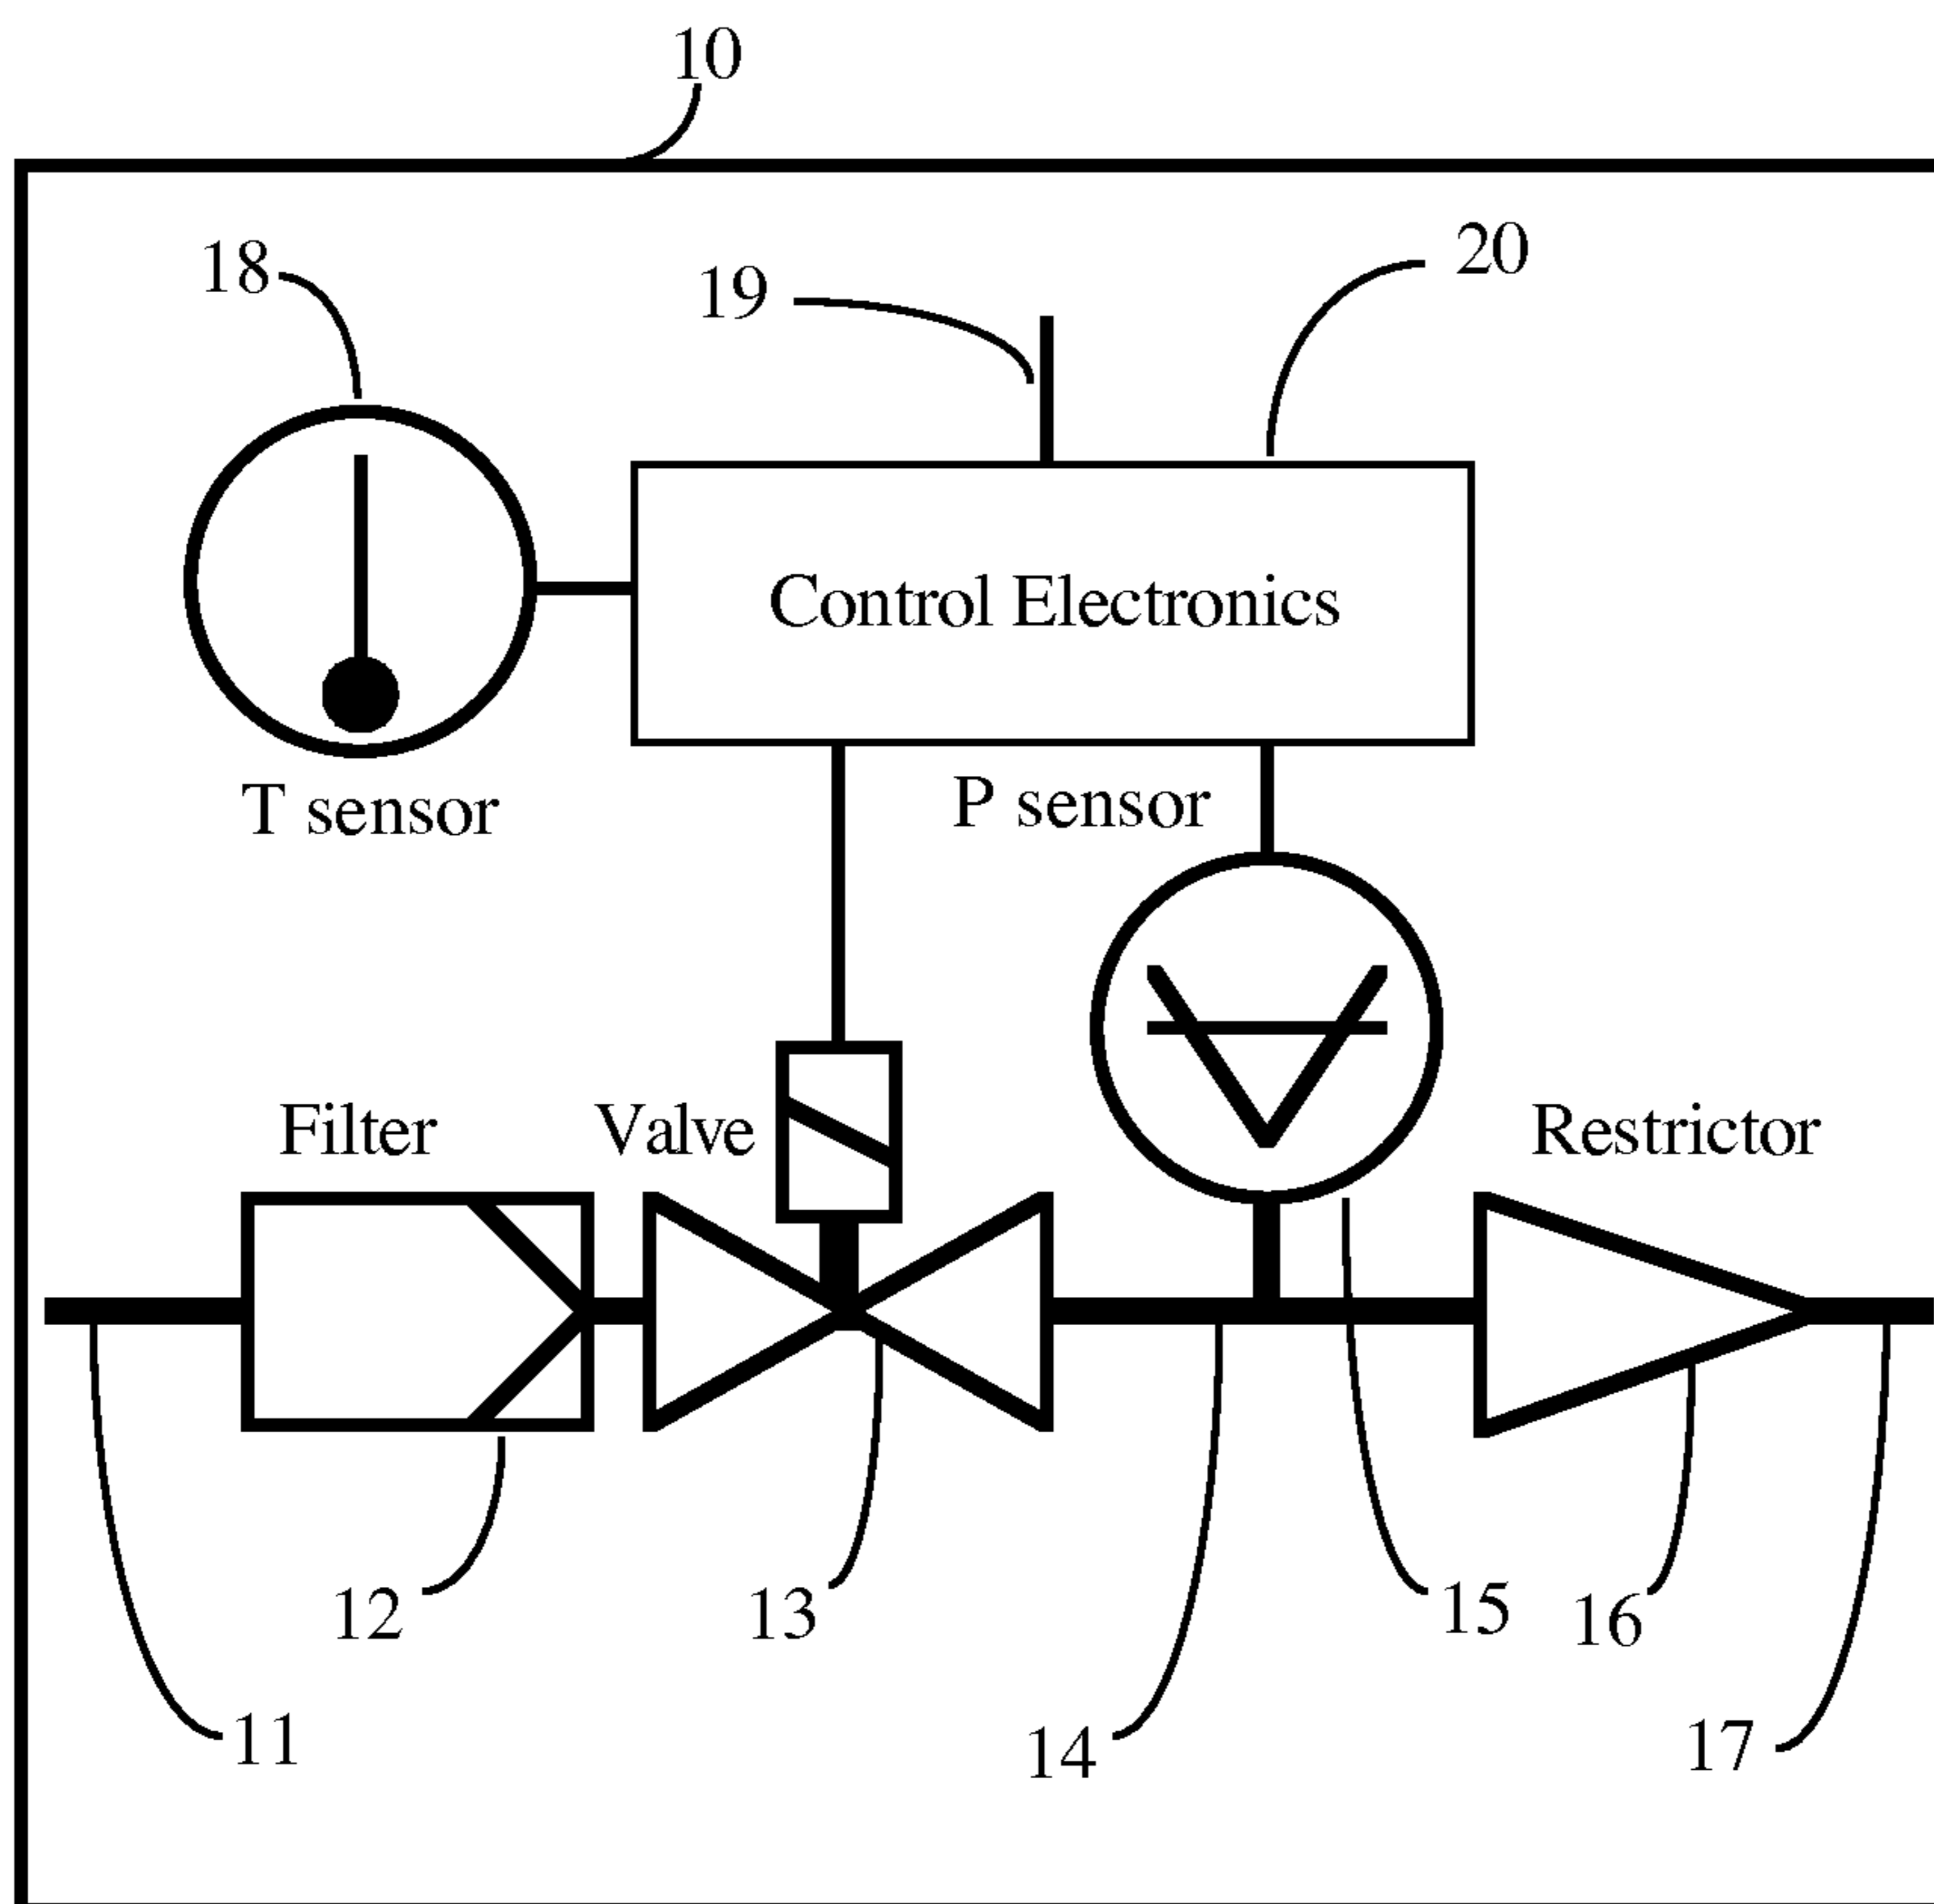 10
18
19
20
Control Electronics
T sensor
P sensor
Filter
Valve
Restrictor
12
13
15
16
11
14
17